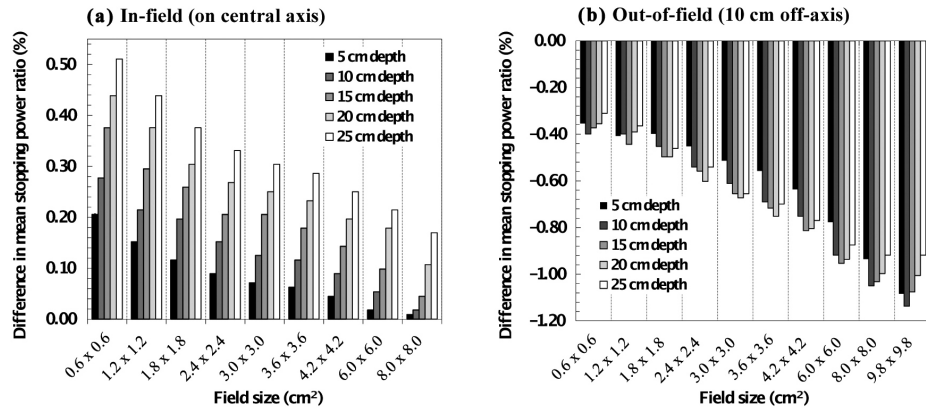 (a) In-field (on central axis)
Difference in mean stopping power ratio (%)
0.50
0.40
0.30
0.20
0.10
0.00
5 cm depth
10 cm depth
15 cm depth
20 cm depth
25 cm depth
0.6 x 0.6
1.2 x 1.2
1.8 x 1.8
2.4 x 2.4
3.0 x 3.0
3.6 x 3.6
4.2 x 4.2
6.0 x 6.0
8.0 x 8.0
Field size (cm²)
(b) Out-of-field (10 cm off-axis)
Difference in mean stopping power ratio (%)
0.00
−0.20
−0.40
−0.60
−0.80
−1.00
−1.20
5 cm depth
10 cm depth
15 cm depth
20 cm depth
25 cm depth
0.6 x 0.6
1.2 x 1.2
1.8 x 1.8
2.4 x 2.4
3.0 x 3.0
3.6 x 3.6
4.2 x 4.2
6.0 x 6.0
8.0 x 8.0
9.8 x 9.8
Field size (cm²)